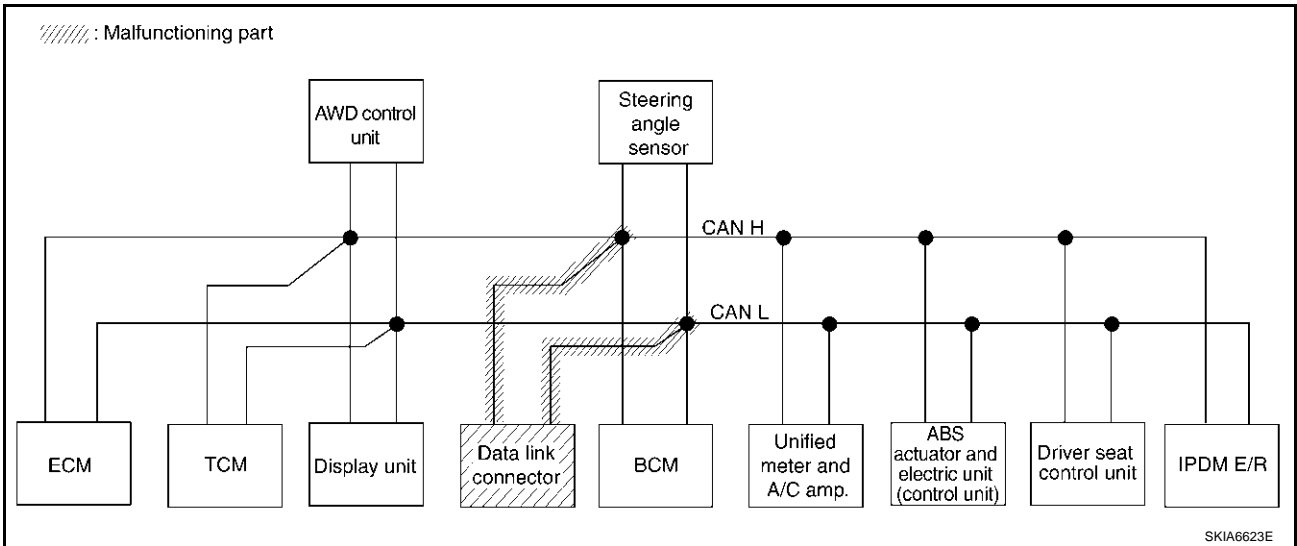 : Malfunctioning part
AWD control
unit
Steering
angle
sensor
CAN H
CAN L
ECM
TCM
Display unit
Data link
connector
BCM
Unified
meter and
A/C amp.
ABS
actuator and
electric unit
(control unit)
Driver seat
control unit
IPDM E/R
SKIA6623E